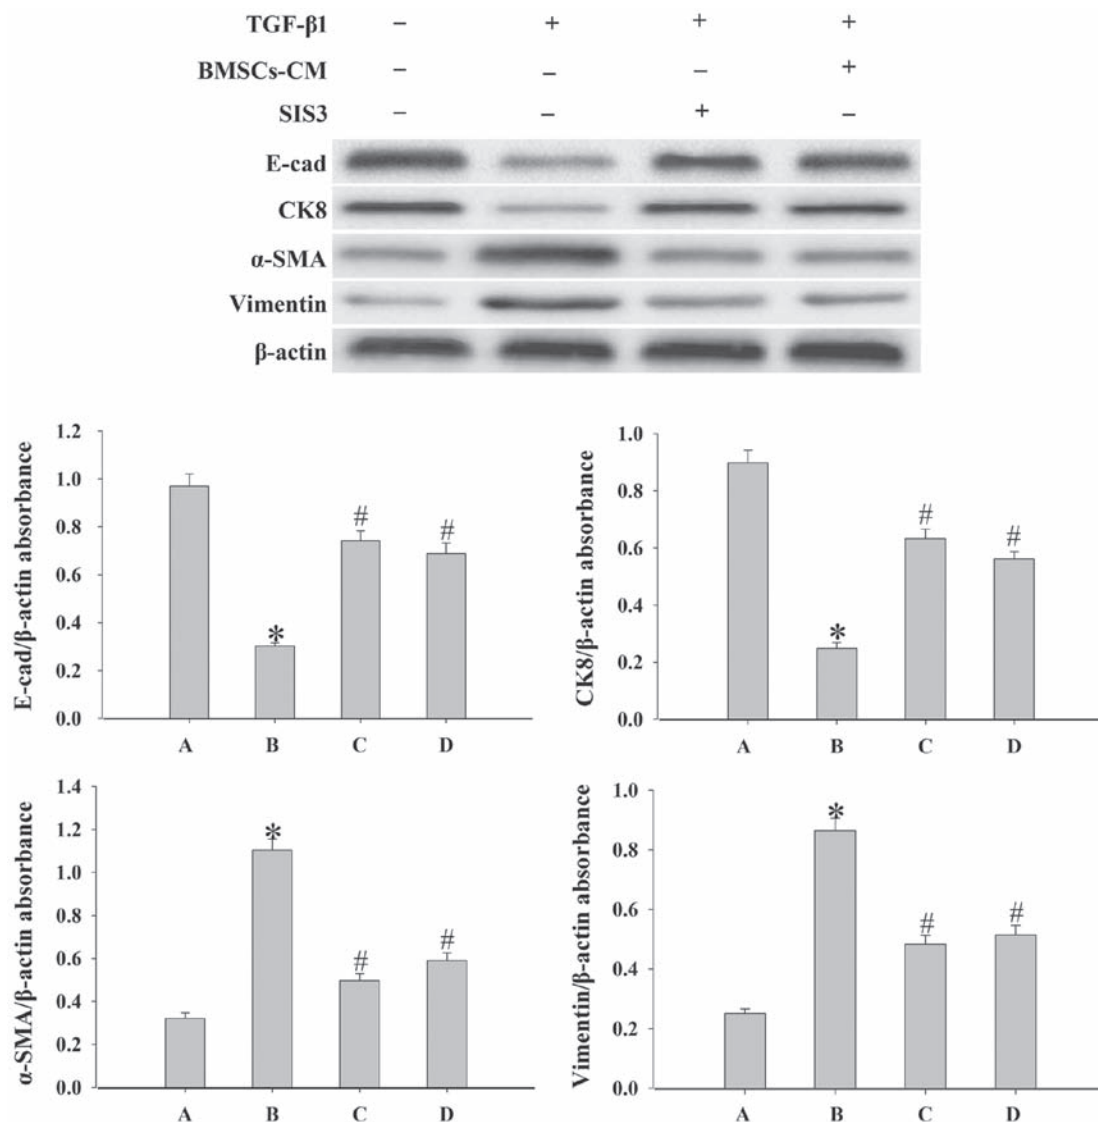 TGF-β1 – + + +
BMSCs-CM – – – +
SIS3 – – + –
E-cad
CK8
α-SMA
Vimentin
β-actin
E-cad/β-actin absorbance
1.2
1.0
0.8
0.6
0.4
0.2
0.0
* # #
A B C D
CK8/β-actin absorbance
1.0
0.8
0.6
0.4
0.2
0.0
* # #
A B C D
α-SMA/β-actin absorbance
1.4
1.2
1.0
0.8
0.6
0.4
0.2
0.0
* # #
A B C D
Vimentin/β-actin absorbance
1.0
0.8
0.6
0.4
0.2
0.0
* # #
A B C D